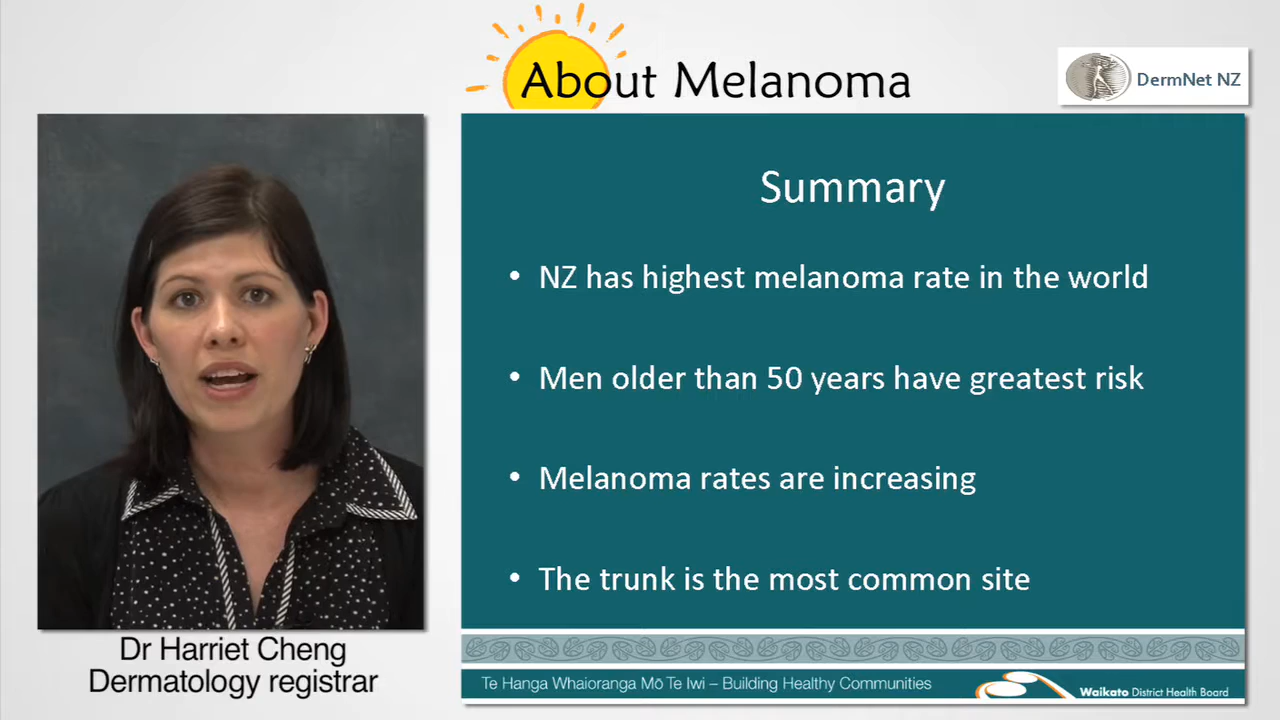 About Melanoma
DermNet NZ
Summary
• NZ has highest melanoma rate in the world
• Men older than 50 years have greatest risk
• Melanoma rates are increasing
• The trunk is the most common site
Dr Harriet Cheng
Dermatology registrar
Te Hanga Whaioranga Mō Te Iwi – Building Healthy Communities
Waikato District Health Board